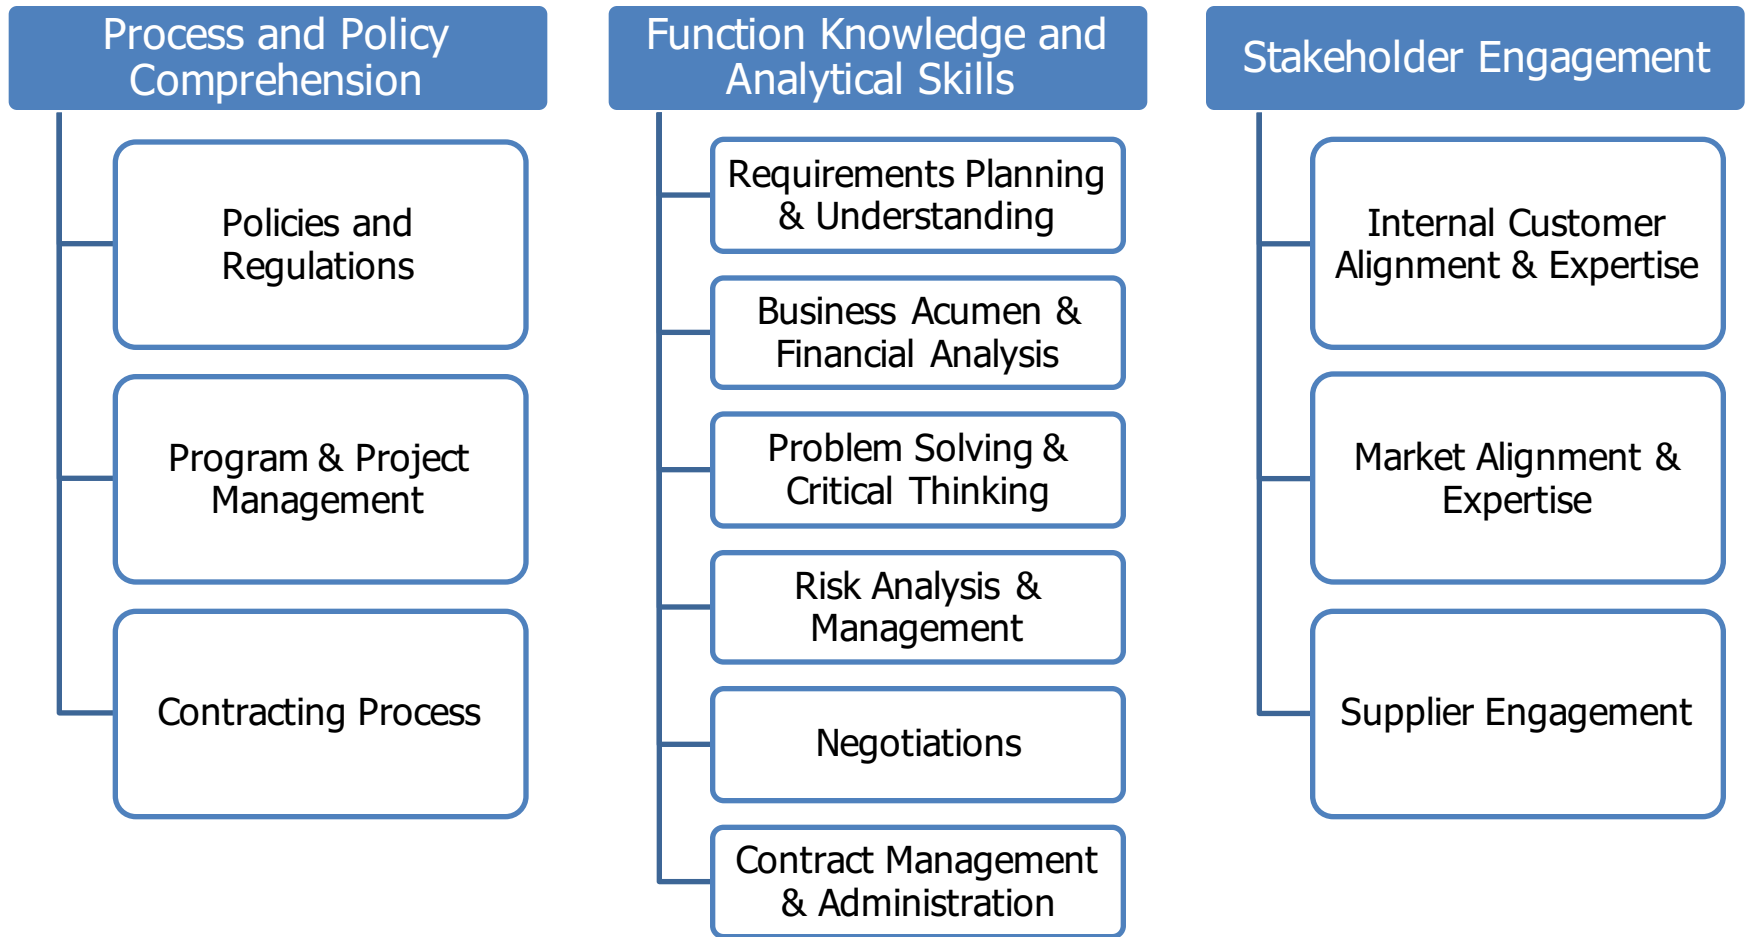 Process and Policy
Comprehension
Policies and
Regulations
Program & Project
Management
Contracting Process
Function Knowledge and
Analytical Skills
Requirements Planning
& Understanding
Business Acumen &
Financial Analysis
Problem Solving &
Critical Thinking
Risk Analysis &
Management
Negotiations
Contract Management
& Administration
Stakeholder Engagement
Internal Customer
Alignment & Expertise
Market Alignment &
Expertise
Supplier Engagement